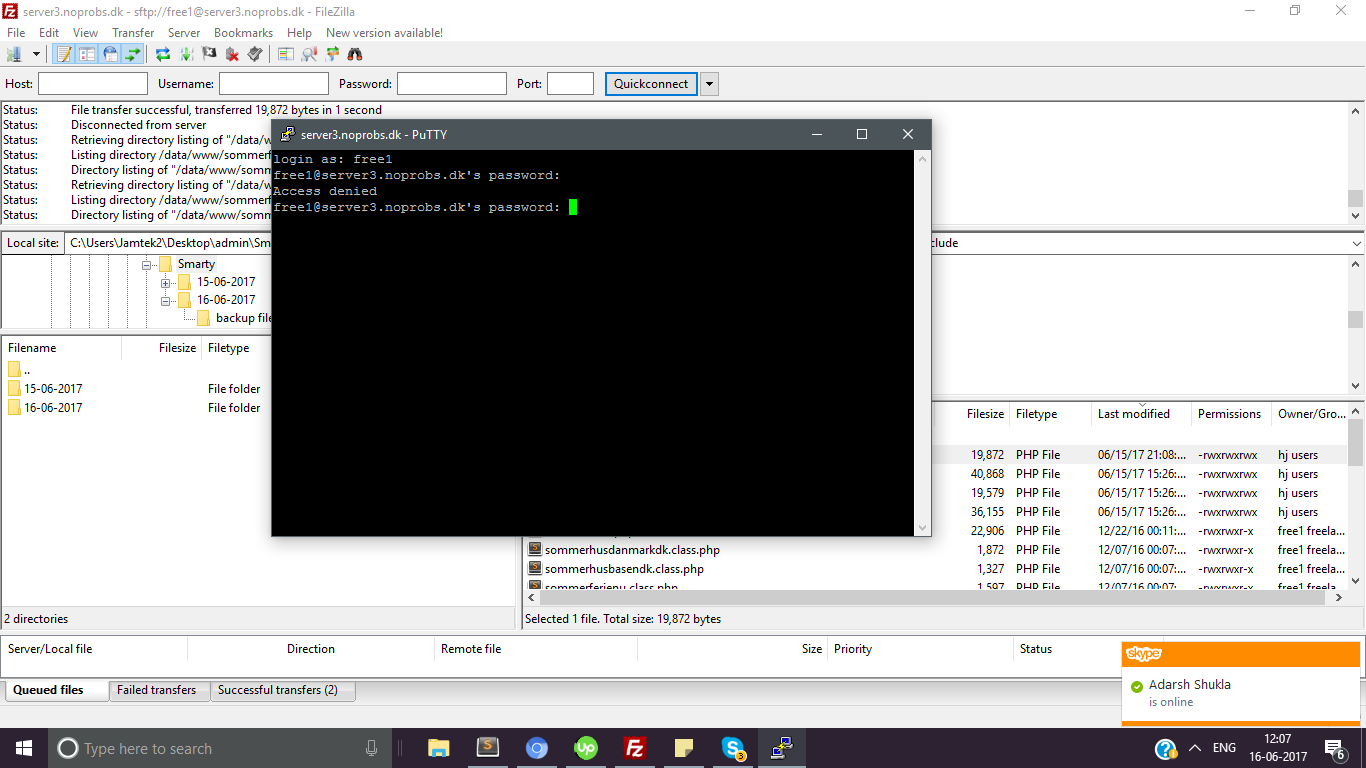 server3.noprobs.dk - sftp://free1@server3.noprobs.dk - FileZilla
File Edit View Transfer Server Bookmarks Help New version available!
Host: Username: Password: Port: Quickconnect
Status: File transfer successful, transferred 19,872 bytes in 1 second
Status: Disconnected from server
Status: Retrieving directory listing of "/data/w
Status: Listing directory /data/www/sommerf
Status: Directory listing of "/data/www/somm
Status: Retrieving directory listing of "/data/w
Status: Listing directory /data/www/sommerf
Status: Directory listing of "/data/www/somm
server3.noprobs.dk - PuTTY
login as: free1
free1@server3.noprobs.dk's password:
Access denied
free1@server3.noprobs.dk's password:
Local site: C:\Users\Jamtek2\Desktop\admin\Sm
clude
Smarty
15-06-2017
16-06-2017
backup file
Filename Filesize Filetype
..
15-06-2017 File folder
16-06-2017 File folder
2 directories
Filesize Filetype Last modified Permissions Owner/Gro...
19,872 PHP File 06/15/17 21:08:... -rwxrwxrwx hj users
40,868 PHP File 06/15/17 15:26:... -rwxrwxrwx hj users
19,579 PHP File 06/15/17 15:26:... -rwxrwxrwx hj users
36,155 PHP File 06/15/17 15:26:... -rwxrwxrwx hj users
22,906 PHP File 12/22/16 00:11:... -rwxrwxr-x free1 freela...
sommerhusdanmarkdk.class.php 1,872 PHP File 12/07/16 00:07:... -rwxrwxr-x free1 freela...
sommerhusbasendk.class.php 1,327 PHP File 12/07/16 00:07:... -rwxrwxr-x free1 freela...
sommerferienu.class.php 1,597 PHP File 12/07/16 00:07:... -rwxrwxr-x free1 freela...
Selected 1 file. Total size: 19,872 bytes
Server/Local file Direction Remote file Size Priority Status
Queued files Failed transfers Successful transfers (2)
skype
Adarsh Shukla
is online
Type here to search
Up
FZ
3
ENG
12:07
16-06-2017
6